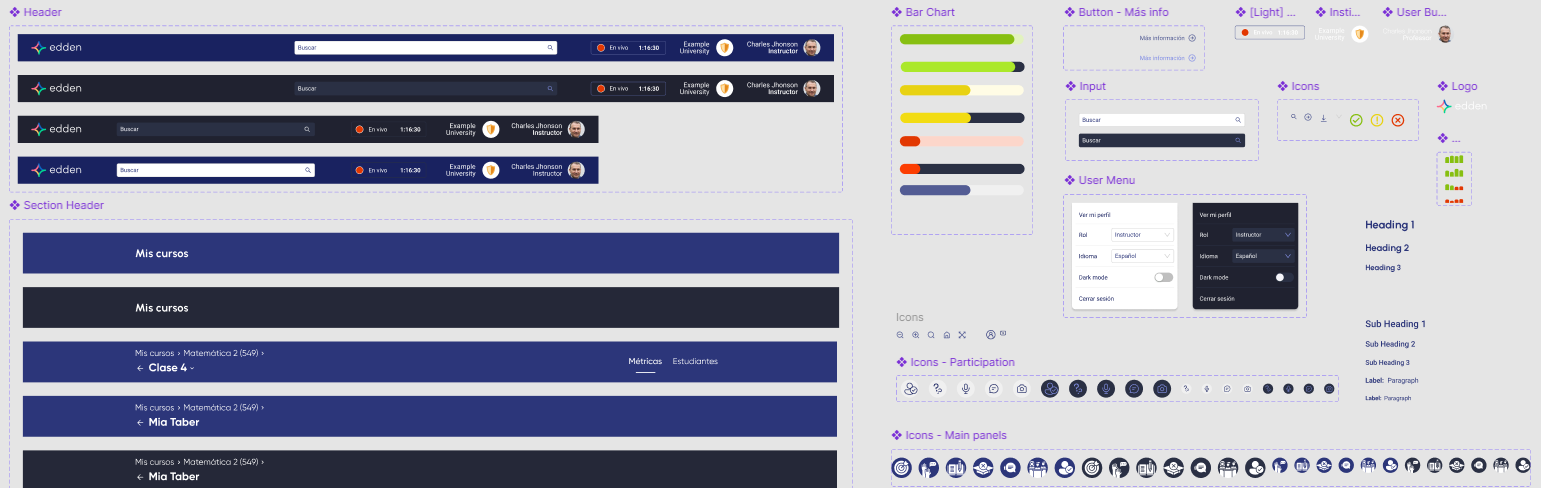 Header
edden
Buscar
En vivo 1:16:30
Example
University
Charles Jhonson
Instructor
edden
Buscar
En vivo 1:16:30
Example
University
Charles Jhonson
Instructor
edden
Buscar
En vivo 1:16:30
Example
University
Charles Jhonson
Instructor
edden
Buscar
En vivo 1:16:30
Example
University
Charles Jhonson
Instructor
Section Header
Mis cursos
Mis cursos
Mis cursos › Matemática 2 (549) ›
← Clase 4
Métricas Estudiantes
Mis cursos › Matemática 2 (549) ›
← Mia Taber
Mis cursos › Matemática 2 (549) ›
← Mia Taber
Bar Chart
Button - Más info
Más información
Más información
[Light] ...
En vivo 1:16:30
Insti...
Example
University
User Bu...
Charles Jhonson
Input
Buscar
Buscar
Icons
Logo
edden
...
User Menu
Ver mi perfil
Rol Instructor
Idioma Español
Dark mode
Cerrar sesión
Ver mi perfil
Rol Instructor
Idioma Español
Dark mode
Cerrar sesión
Heading 1
Heading 2
Heading 3
Sub Heading 1
Sub Heading 2
Sub Heading 3
Label: Paragraph
Label: Paragraph
Icons
Icons - Participation
Icons - Main panels